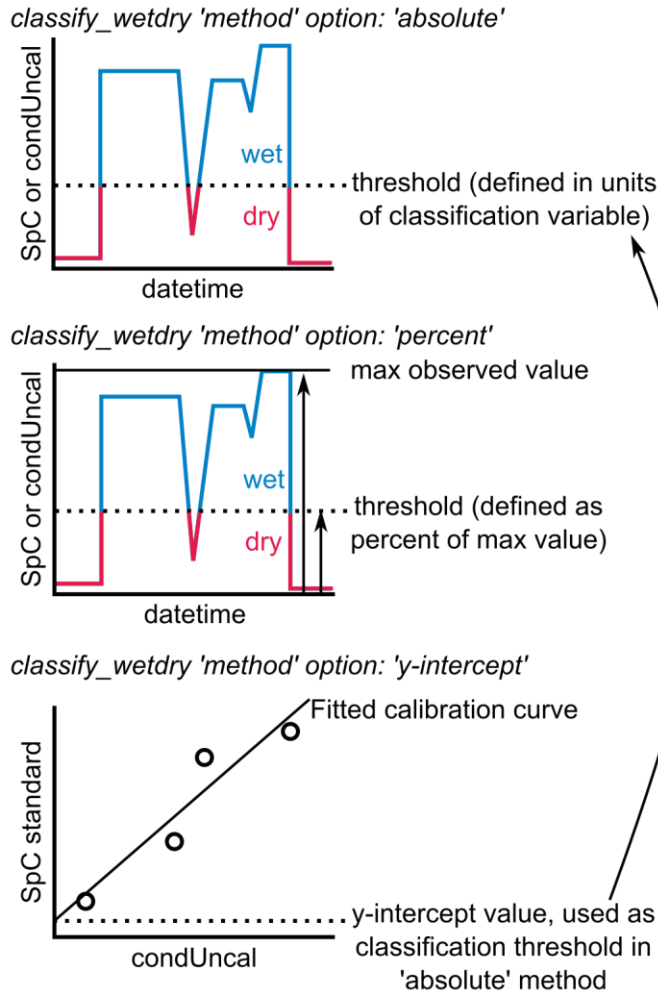 classify_wetdry 'method' option: 'absolute'
SpC or condUncal
wet
dry
threshold (defined in units
of classification variable)
datetime
classify_wetdry 'method' option: 'percent'
SpC or condUncal
max observed value
wet
dry
threshold (defined as
percent of max value)
datetime
classify_wetdry 'method' option: 'y-intercept'
SpC standard
Fitted calibration curve
condUncal
y-intercept value, used as
classification threshold in
'absolute' method